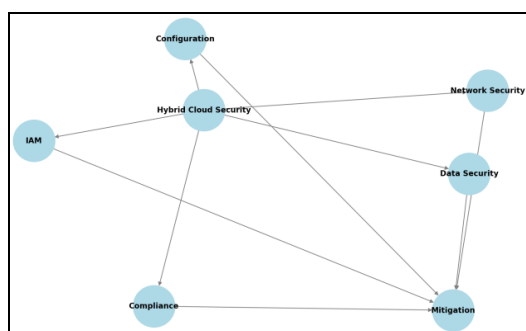 Configuration
Network Security
Hybrid Cloud Security
IAM
Data Security
Compliance
Mitigation